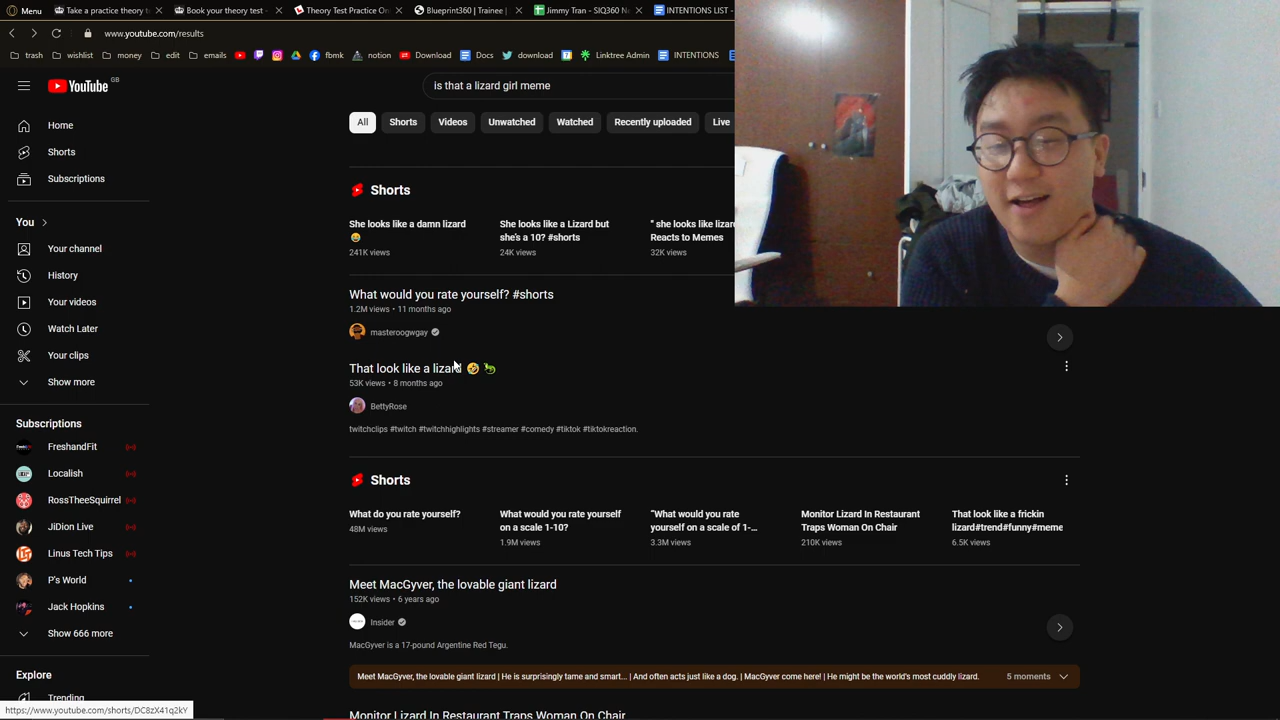 Menu
Take a practice theory t
Book your theory test -
Theory Test Practice On
Blueprint360 | Trainee |
Jimmy Tran - SIQ360 N
INTENTIONS LIST -
www.youtube.com/results
trash
wishlist
money
edit
emails
fbmk
notion
Download
Docs
download
Linktree Admin
INTENTIONS
YouTube GB
is that a lizard girl meme
All
Shorts
Videos
Unwatched
Watched
Recently uploaded
Live
Home
Shorts
Subscriptions
You
Your channel
History
Your videos
Watch Later
Your clips
Show more
Subscriptions
FreshandFit
Localish
RossTheeSquirrel
JiDion Live
Linus Tech Tips
P's World
Jack Hopkins
Show 666 more
Explore
Trending
https://www.youtube.com/shorts/DC8zX41q2kY
Shorts
She looks like a damn lizard
241K views
She looks like a Lizard but
she's a 10? #shorts
24K views
" she looks like lizar
Reacts to Memes
32K views
What would you rate yourself? #shorts
1.2M views • 11 months ago
masteroogwgay
That look like a lizard
53K views • 8 months ago
BettyRose
twitchclips #twitch #twitchhighlights #streamer #comedy #tiktok #tiktokreaction.
Shorts
What do you rate yourself?
48M views
What would you rate yourself
on a scale 1-10?
1.9M views
"What would you rate
yourself on a scale of 1-...
3.3M views
Monitor Lizard In Restaurant
Traps Woman On Chair
210K views
That look like a frickin
lizard#trend#funny#meme
6.5K views
Meet MacGyver, the lovable giant lizard
152K views • 6 years ago
Insider
MacGyver is a 17-pound Argentine Red Tegu.
Meet MacGyver, the lovable giant lizard | He is surprisingly tame and smart... | And often acts just like a dog. | MacGyver come here! | He might be the world's most cuddly lizard.
5 moments
Monitor Lizard In Restaurant Traps Woman On Chair